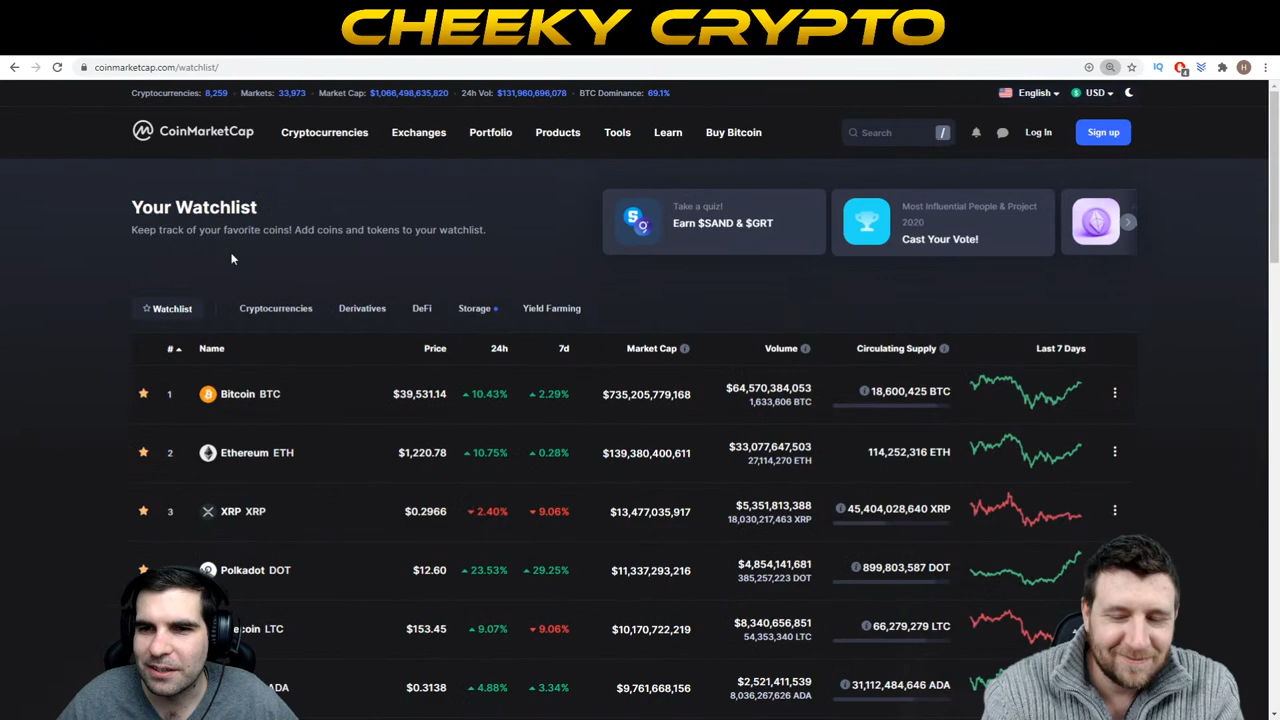 CHEEKY CRYPTO
coinmarketcap.com/watchlist/
Cryptocurrencies: 8,259 Markets: 33,973 Market Cap: $1,066,498,635,820 24h Vol: $131,960,696,078 BTC Dominance: 69.1% English USD
CoinMarketCap Cryptocurrencies Exchanges Portfolio Products Tools Learn Buy Bitcoin Search / Log In Sign up
Your Watchlist
Keep track of your favorite coins! Add coins and tokens to your watchlist.
Take a quiz!
Earn $SAND & $GRT
Most Influential People & Project
2020
Cast Your Vote!
Watchlist Cryptocurrencies Derivatives DeFi Storage Yield Farming
# Name Price 24h 7d Market Cap Volume Circulating Supply Last 7 Days
1 Bitcoin BTC $39,531.14 10.43% 2.29% $735,205,779,168 $64,570,384,053 18,600,425 BTC
1,633,606 BTC
2 Ethereum ETH $1,220.78 10.75% 0.28% $139,380,400,611 $33,077,647,503 114,252,316 ETH
27,114,270 ETH
3 XRP XRP $0.2966 2.40% 9.06% $13,477,035,917 $5,351,813,388 45,404,028,640 XRP
18,030,217,463 XRP
Polkadot DOT $12.60 23.53% 29.25% $11,337,293,216 $4,854,141,681 899,803,587 DOT
385,257,223 DOT
LTC $153.45 9.07% 9.06% $10,170,722,219 $8,340,656,851 66,279,279 LTC
54,353,340 LTC
ADA $0.3138 4.88% 3.34% $9,761,668,156 $2,521,411,539 31,112,484,646 ADA
8,036,267,626 ADA